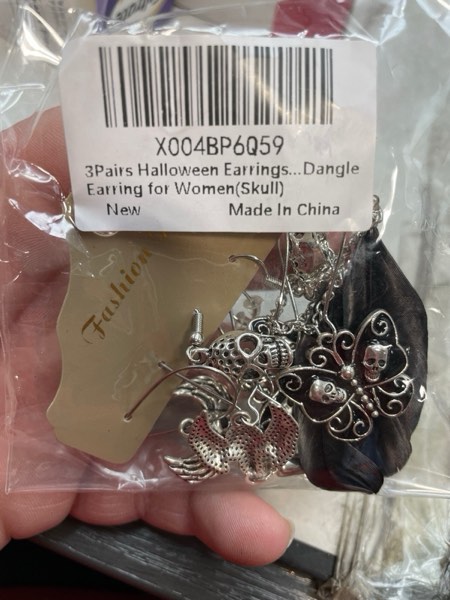 X004BP6Q59
3Pairs Halloween Earrings...Dangle
Earring for Women(Skull)
New Made In China
Fashion